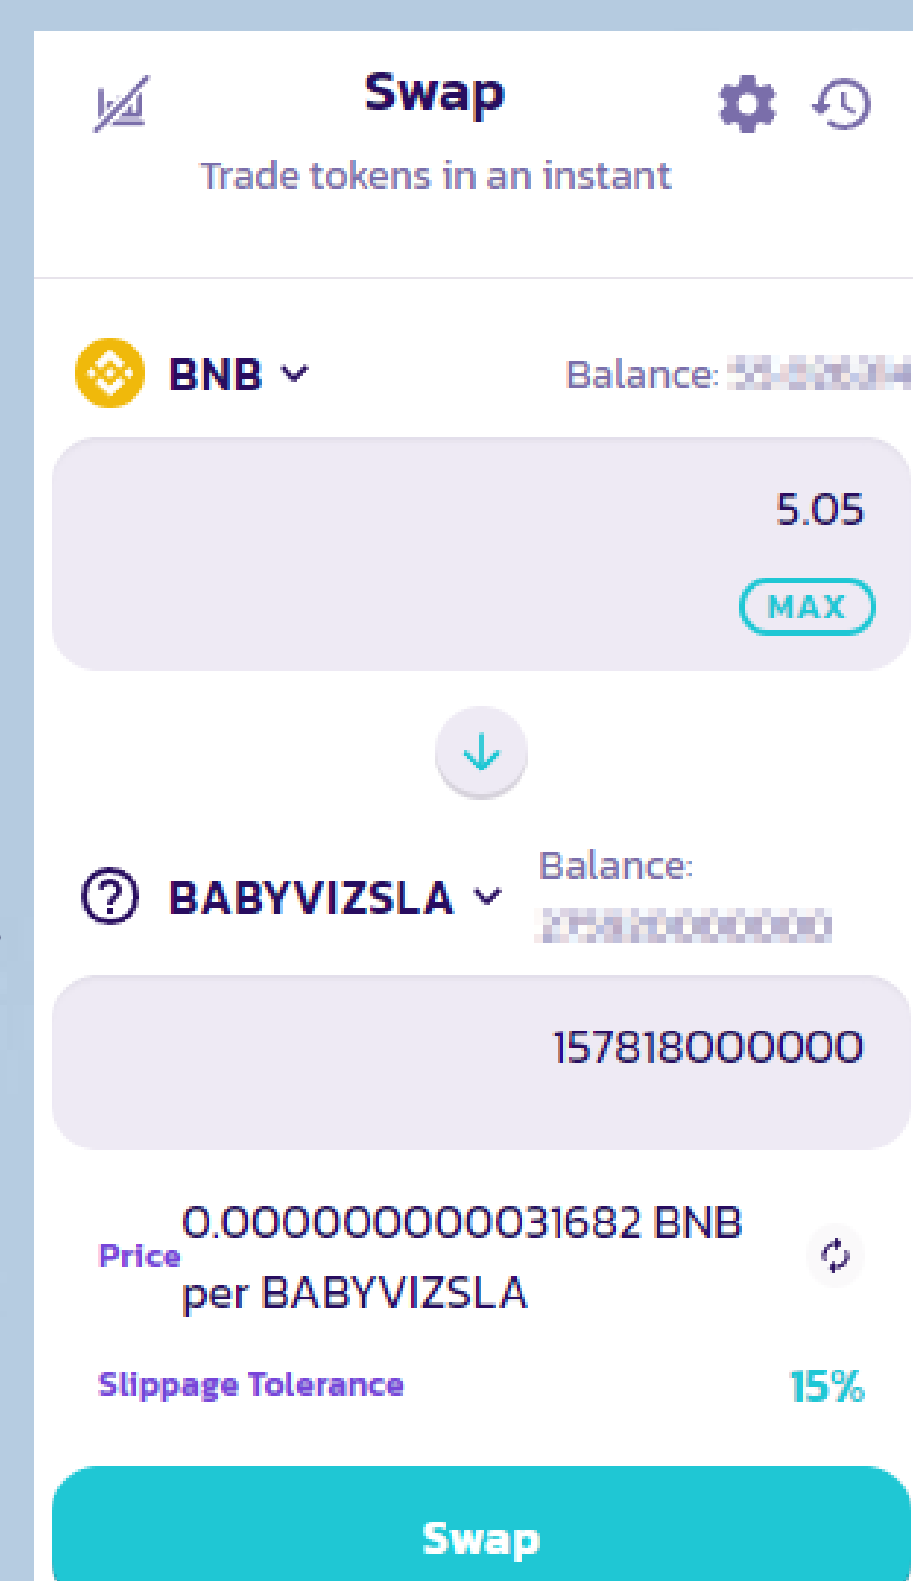 Swap
Trade tokens in an instant
BNB
Balance:
5.05
MAX
BABYVIZSLA
Balance:
157818000000
Price
0.000000000031682 BNB
per BABYVIZSLA
Slippage Tolerance
15%
Swap